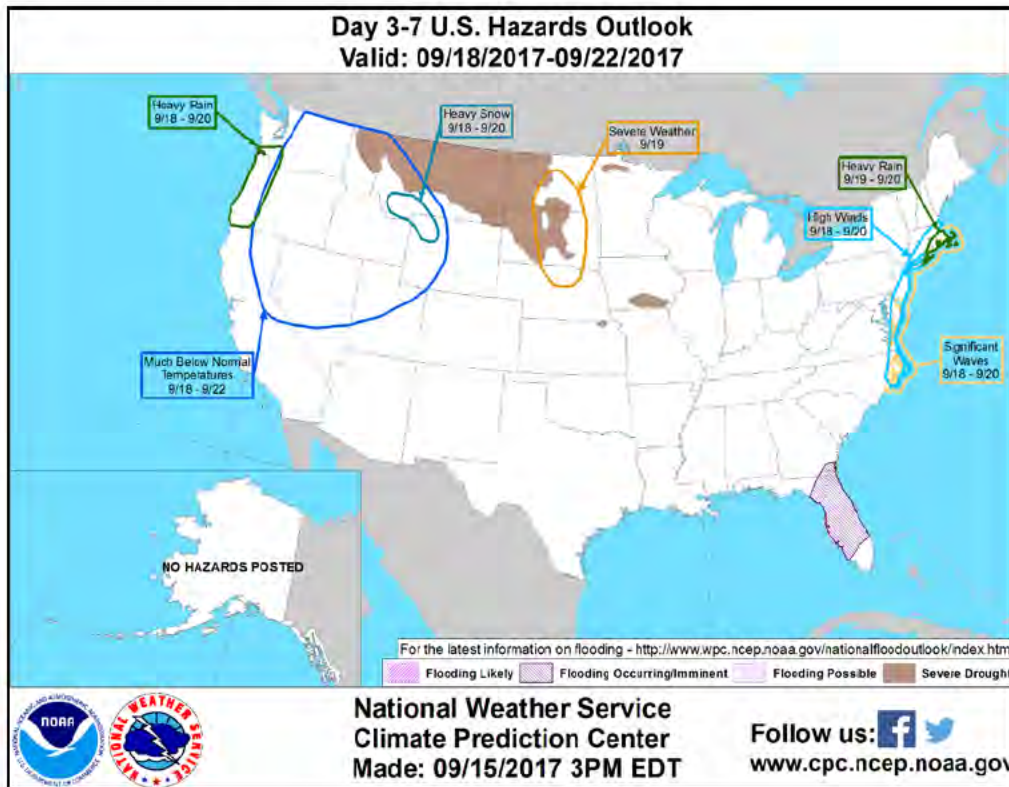 Day 3-7 U.S. Hazards Outlook
Valid: 09/18/2017-09/22/2017
Heavy Rain
9/18 - 9/20
Heavy Snow
9/18 - 9/20
Severe Weather
9/19
Heavy Rain
9/19 - 9/20
High Winds
9/18 - 9/20
Much Below Normal
Temperatures
9/18 - 9/22
Significant
Waves
9/18 - 9/20
NO HAZARDS POSTED
For the latest information on flooding - http://www.wpc.ncep.noaa.gov/nationalfloodoutlook/index.htm
Flooding Likely
Flooding Occurring/Imminent
Flooding Possible
Severe Drought
NOAA
NATIONAL WEATHER SERVICE
National Weather Service
Climate Prediction Center
Made: 09/15/2017 3PM EDT
Follow us:
www.cpc.ncep.noaa.gov